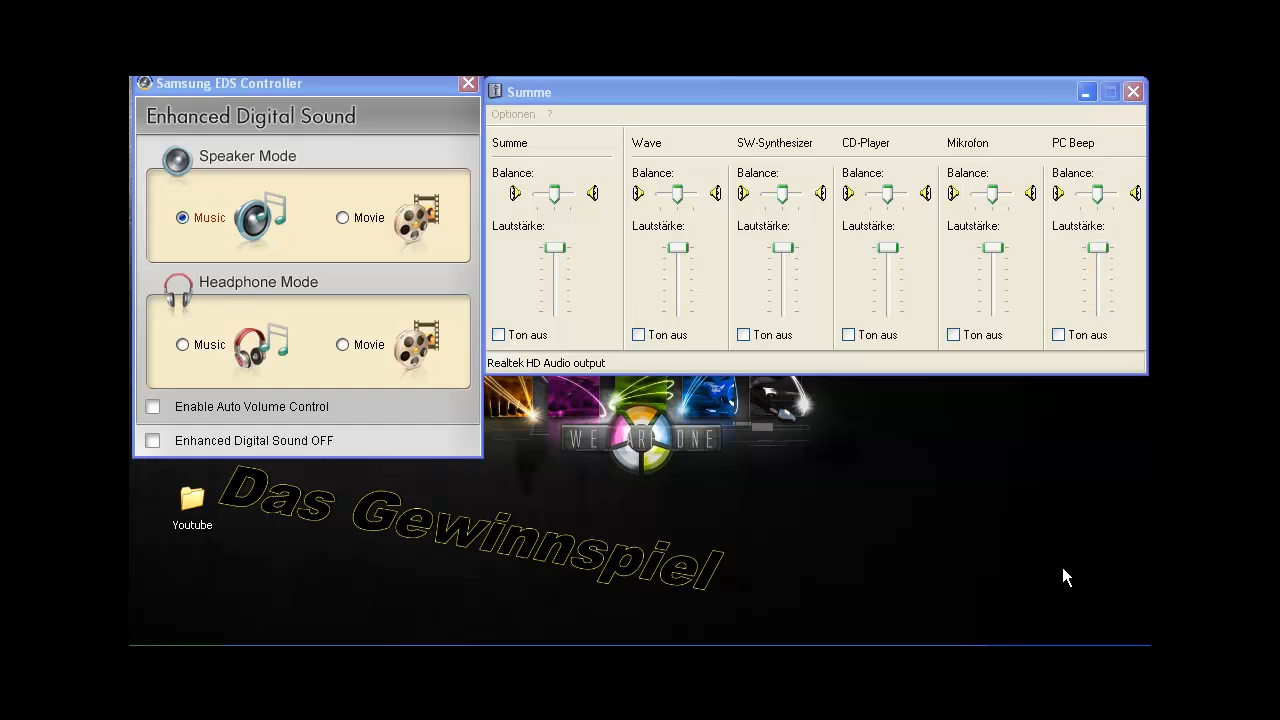 Samsung EDS Controller
Enhanced Digital Sound
Speaker Mode
Music
Movie
Headphone Mode
Music
Movie
Enable Auto Volume Control
Enhanced Digital Sound OFF
Summe
Optionen ?
Summe
Wave
SW-Synthesizer
CD-Player
Mikrofon
PC Beep
Balance:
Balance:
Balance:
Balance:
Balance:
Balance:
Lautstärke:
Lautstärke:
Lautstärke:
Lautstärke:
Lautstärke:
Lautstärke:
Ton aus
Ton aus
Ton aus
Ton aus
Ton aus
Ton aus
Realtek HD Audio output
WE AR ONE
Youtube
Das Gewinnspiel